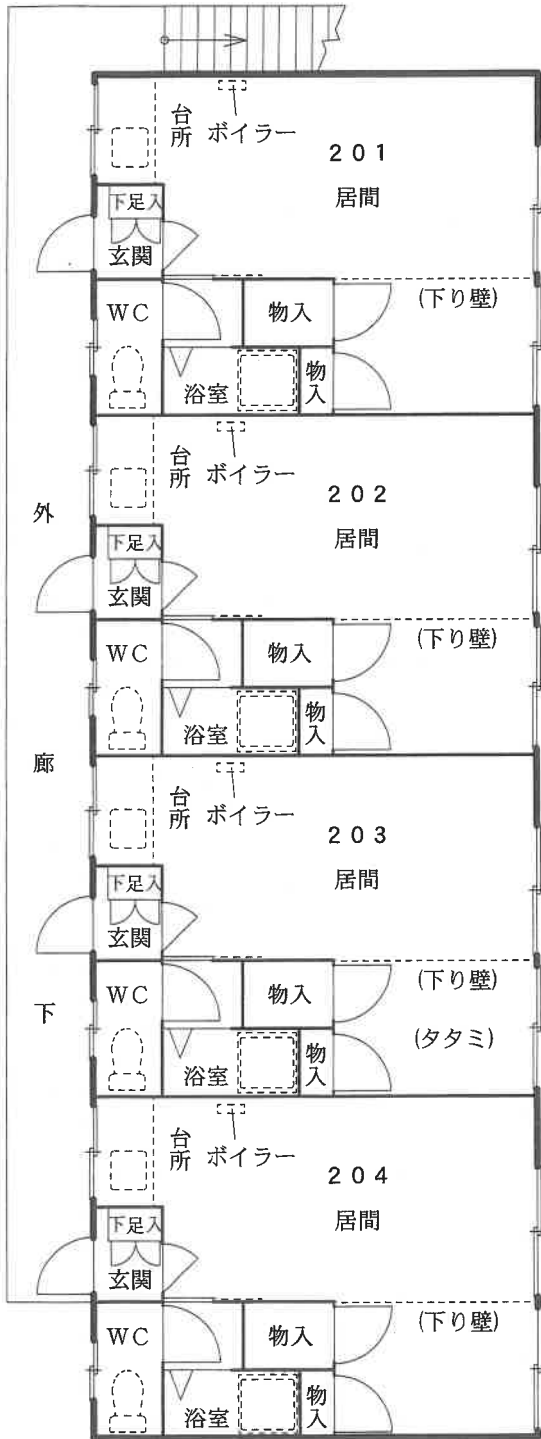 台所 ボイラー
201
居間
下足入
玄関
(下り壁)
WC
物入
浴室
物入
台所 ボイラー
202
居間
下足入
玄関
(下り壁)
WC
物入
浴室
物入
台所 ボイラー
203
居間
下足入
玄関
(下り壁)
WC
物入
(タタミ)
浴室
物入
台所 ボイラー
204
居間
下足入
玄関
(下り壁)
WC
物入
浴室
物入
外廊下